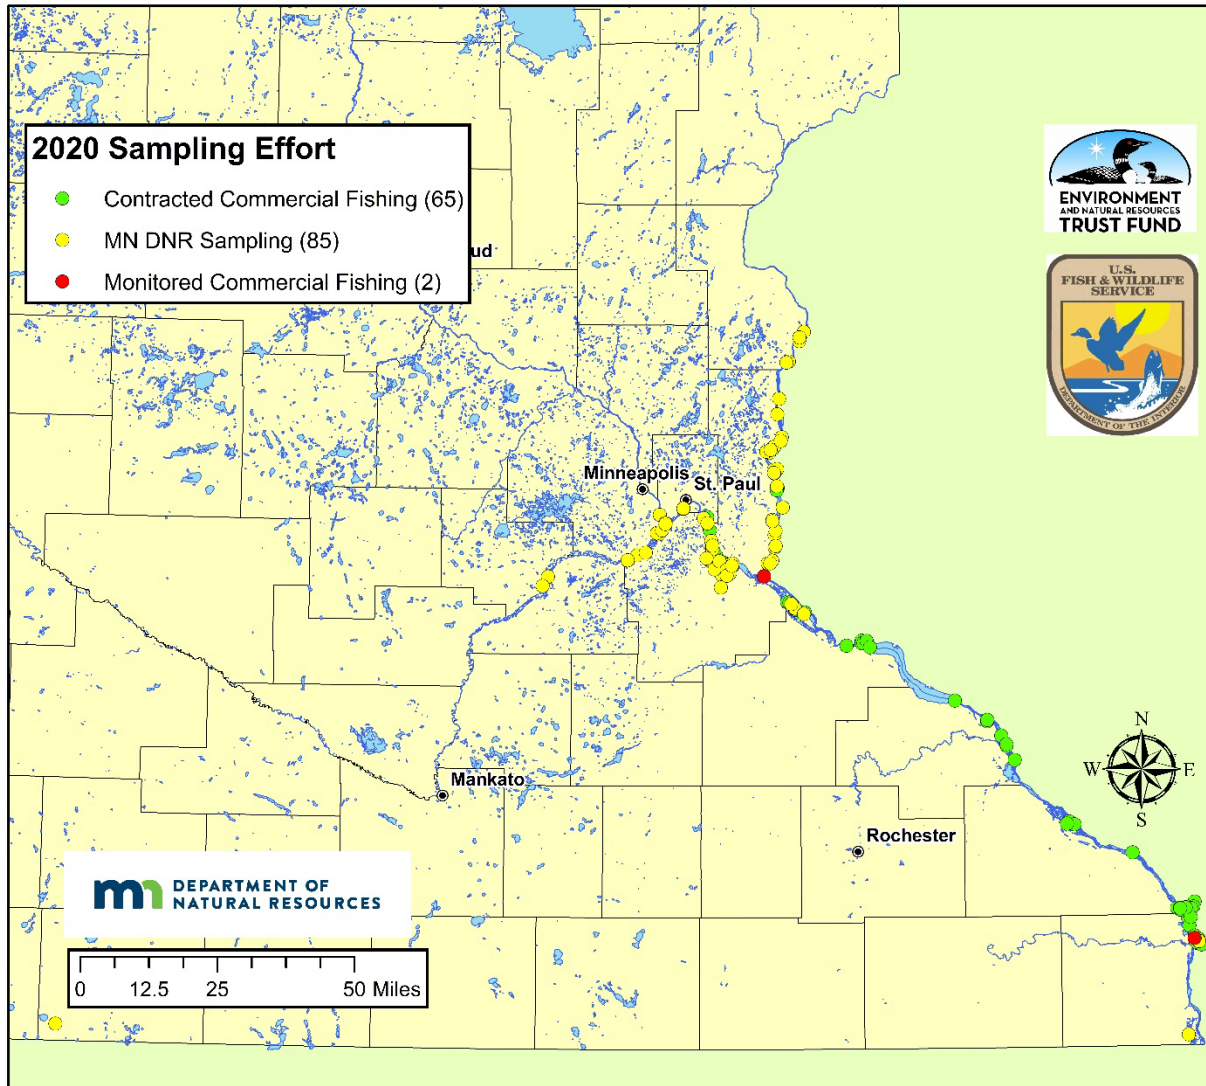 2020 Sampling Effort
Contracted Commercial Fishing (65)
MN DNR Sampling (85)
Monitored Commercial Fishing (2)
ud
ENVIRONMENT
AND NATURAL RESOURCES
TRUST FUND
U.S.
FISH & WILDLIFE
SERVICE
DEPARTMENT OF THE INTERIOR
Minneapolis
St. Paul
Mankato
Rochester
N
W E
S
mn DEPARTMENT OF
NATURAL RESOURCES
0 12.5 25 50 Miles